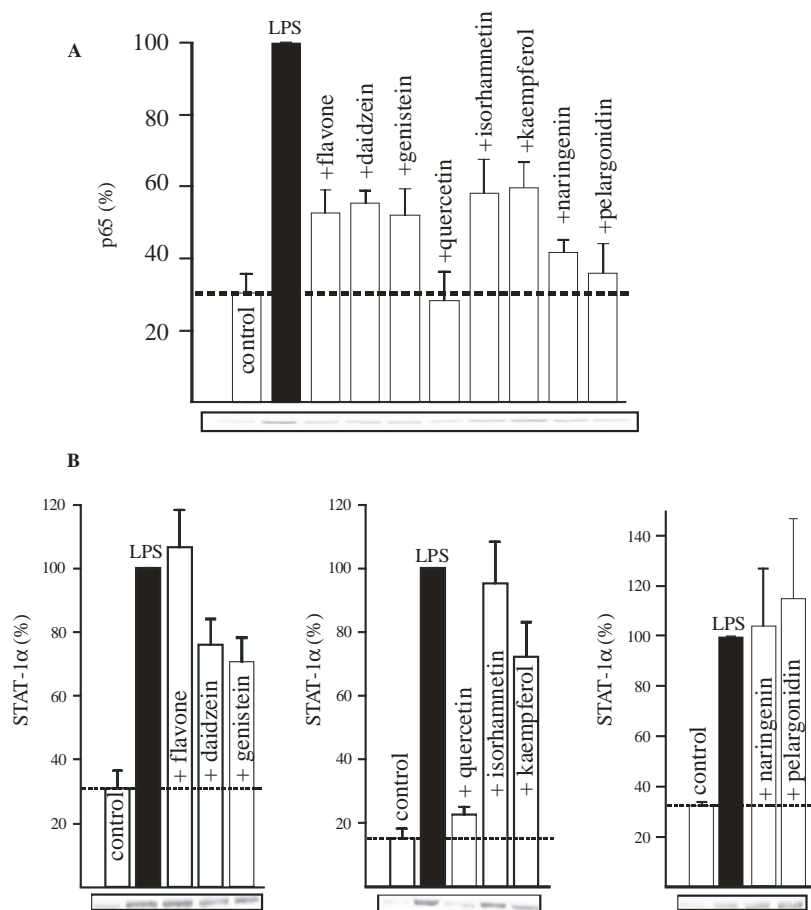 A
LPS
100
80
60
40
20
p65 (%)
control
+flavone
+daidzein
+genistein
+quercetin
+isorhamnetin
+kaempferol
+naringenin
+pelargonidin
B
120
100
80
60
40
20
STAT-1α (%)
control
LPS
+ flavone
+ daidzein
+ genistein
120
100
80
60
40
20
STAT-1α (%)
control
LPS
+ quercetin
+ isorhamnetin
+ kaempferol
140
120
100
80
60
40
20
STAT-1α (%)
control
LPS
+ naringenin
+ pelargonidin